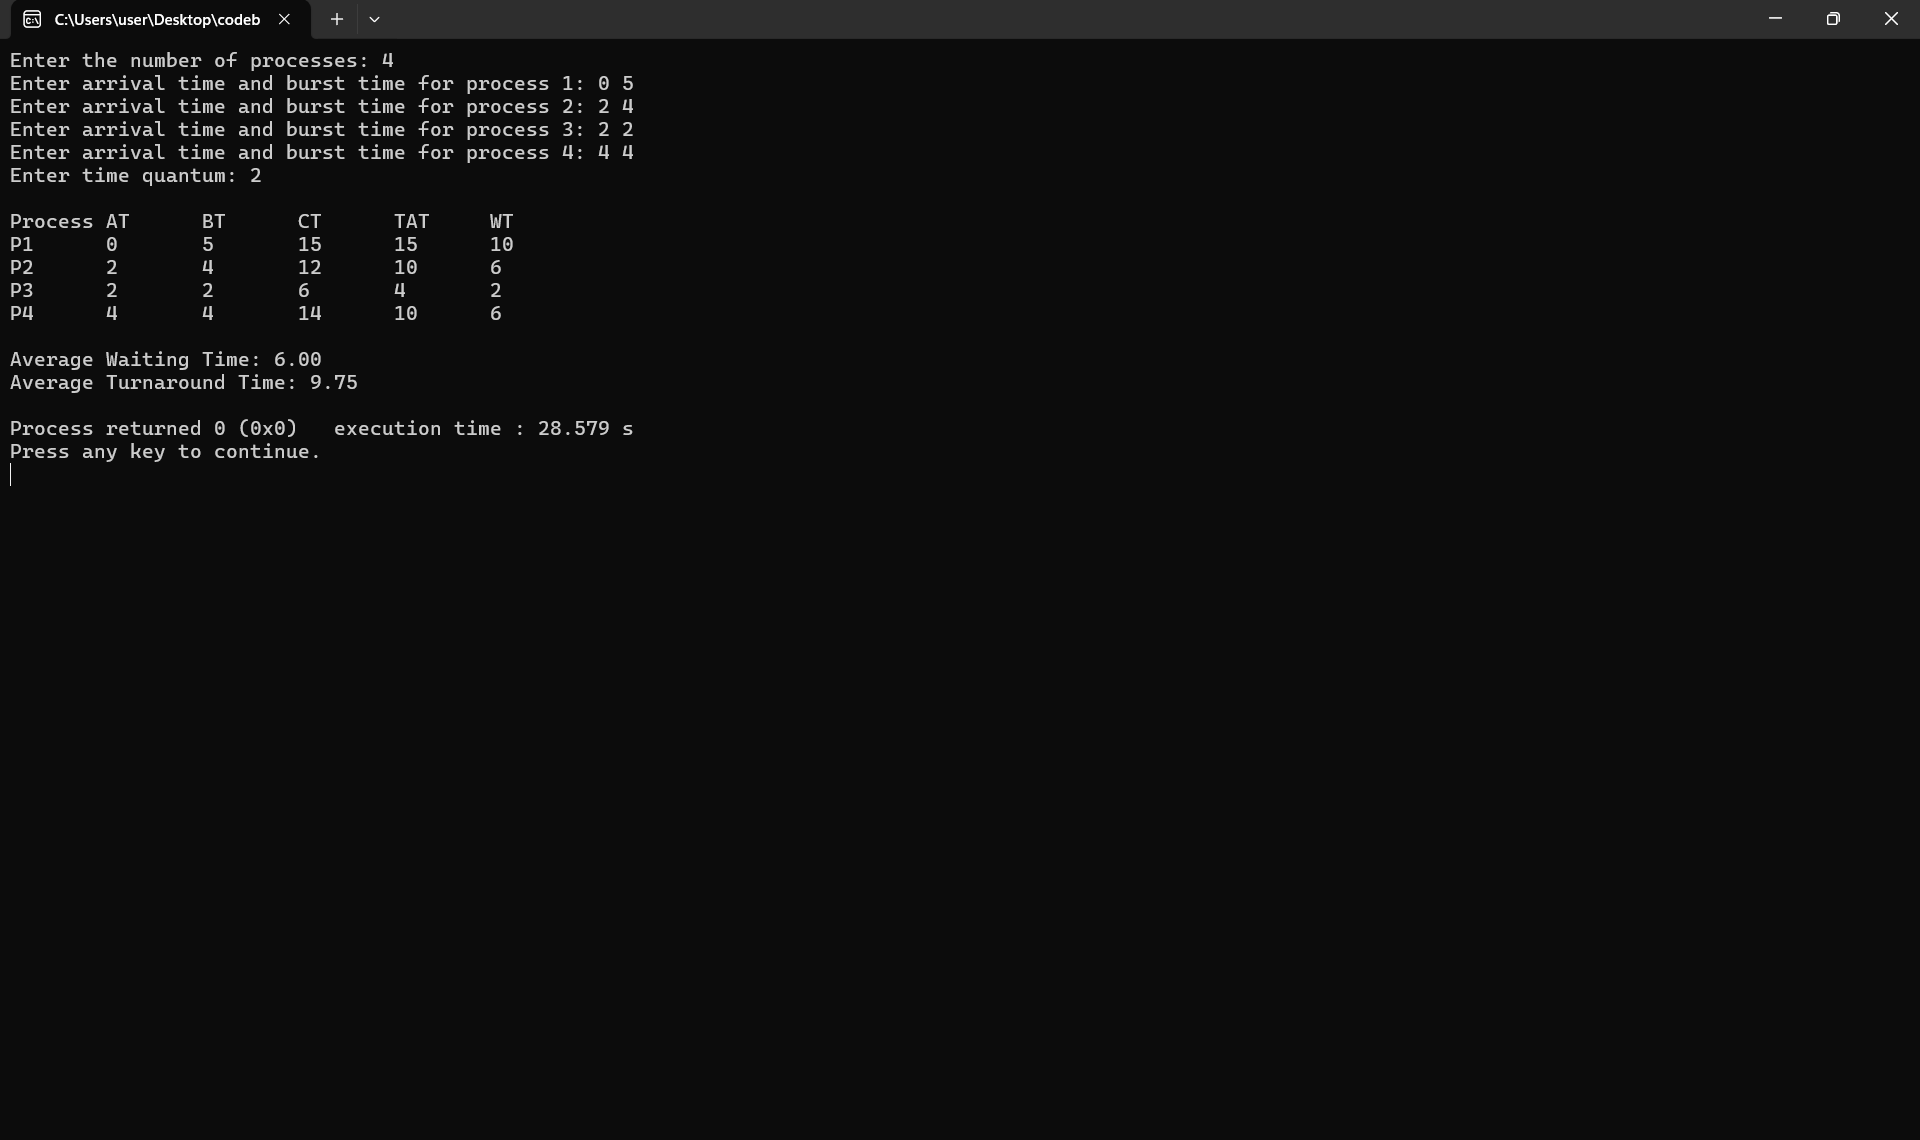 C:\Users\user\Desktop\codeb
Enter the number of processes: 4
Enter arrival time and burst time for process 1: 0 5
Enter arrival time and burst time for process 2: 2 4
Enter arrival time and burst time for process 3: 2 2
Enter arrival time and burst time for process 4: 4 4
Enter time quantum: 2
Process AT BT CT TAT WT
P1 0 5 15 15 10
P2 2 4 12 10 6
P3 2 2 6 4 2
P4 4 4 14 10 6
Average Waiting Time: 6.00
Average Turnaround Time: 9.75
Process returned 0 (0x0) execution time : 28.579 s
Press any key to continue.